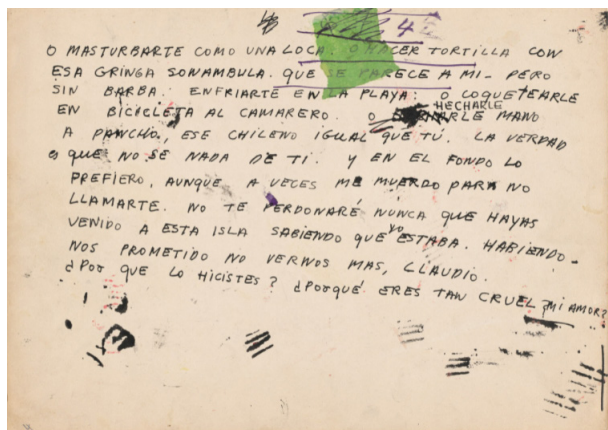 4
O MASTURBARTE COMO UNA LOCA. O HACER TORTILLA CON
ESA GRINGA SONAMBULA. QUE SE PARECE A MI- PERO
SIN BARBA. ENFRIARTE EN LA PLAYA: O COQUETEARLE
EN BICICLETA AL CAMARERO. O HECHARLE MANO
A PANCHO, ESE CHILENO IGUAL QUE TÚ. LA VERDAD
QUE NO SE NADA DE TI. Y EN EL FONDO LO
PREFIERO, AUNQUE A VECES ME MUERDO PARA NO
LLAMARTE. NO TE PERDONARÉ NUNCA QUE HAYAS
VENIDO A ESTA ISLA SABIENDO QUE YO ESTABA. HABIENDO-
NOS PROMETIDO NO VERNOS MAS, CLAUDIO.
¿POR QUE LO HICISTES? ¿PORQUÉ ERES TAN CRUEL MI AMOR?